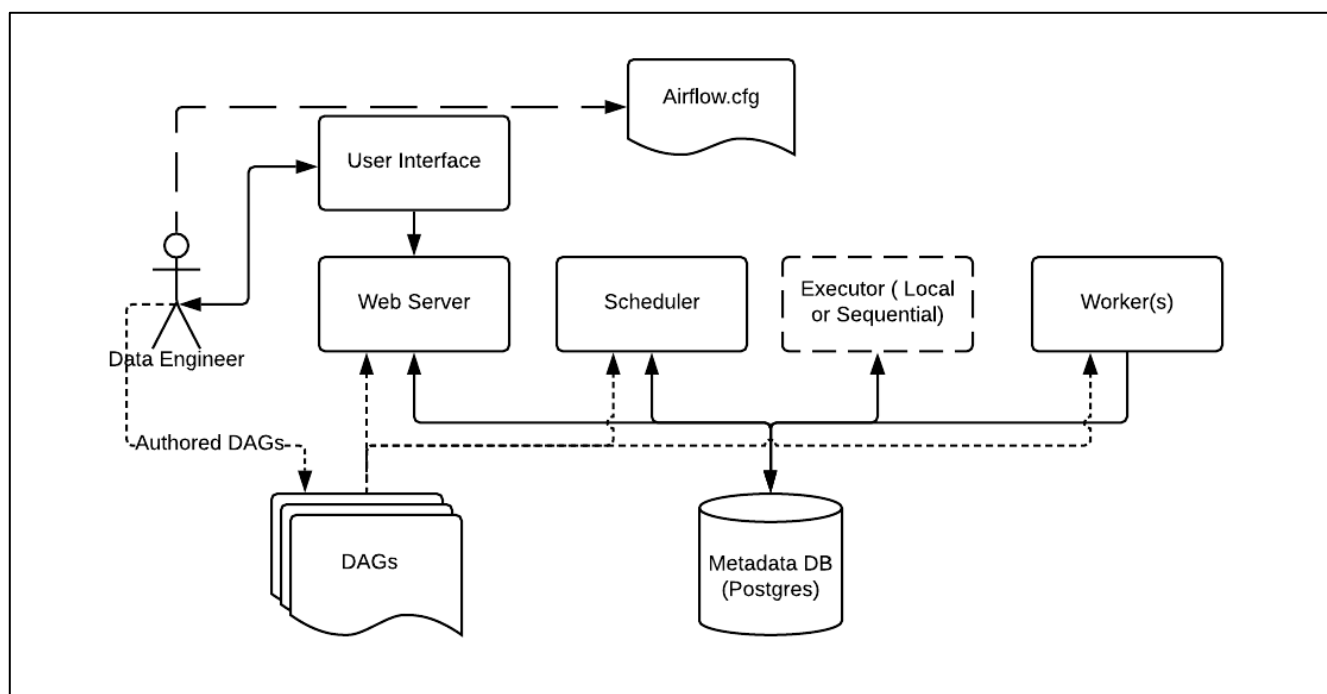 Airflow.cfg
User Interface
Web Server
Scheduler
Executor ( Local
or Sequential)
Worker(s)
Data Engineer
Authored DAGs
DAGs
Metadata DB
(Postgres)